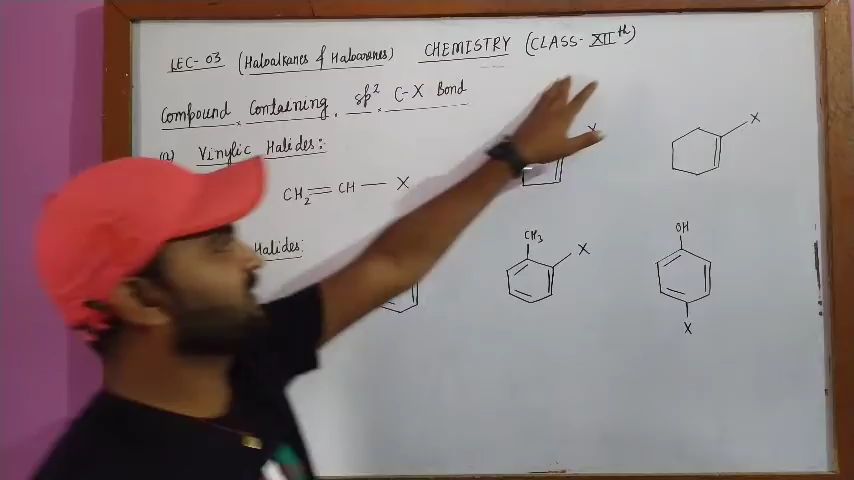 LEC- 03 (Haloalkanes & Haloarenes) CHEMISTRY (CLASS- XIIth)
Compound Containing sp2 C-X Bond
(a) Vinylic Halides:
CH2=CH—X
X
X
Halides:
CH3
X
OH
X